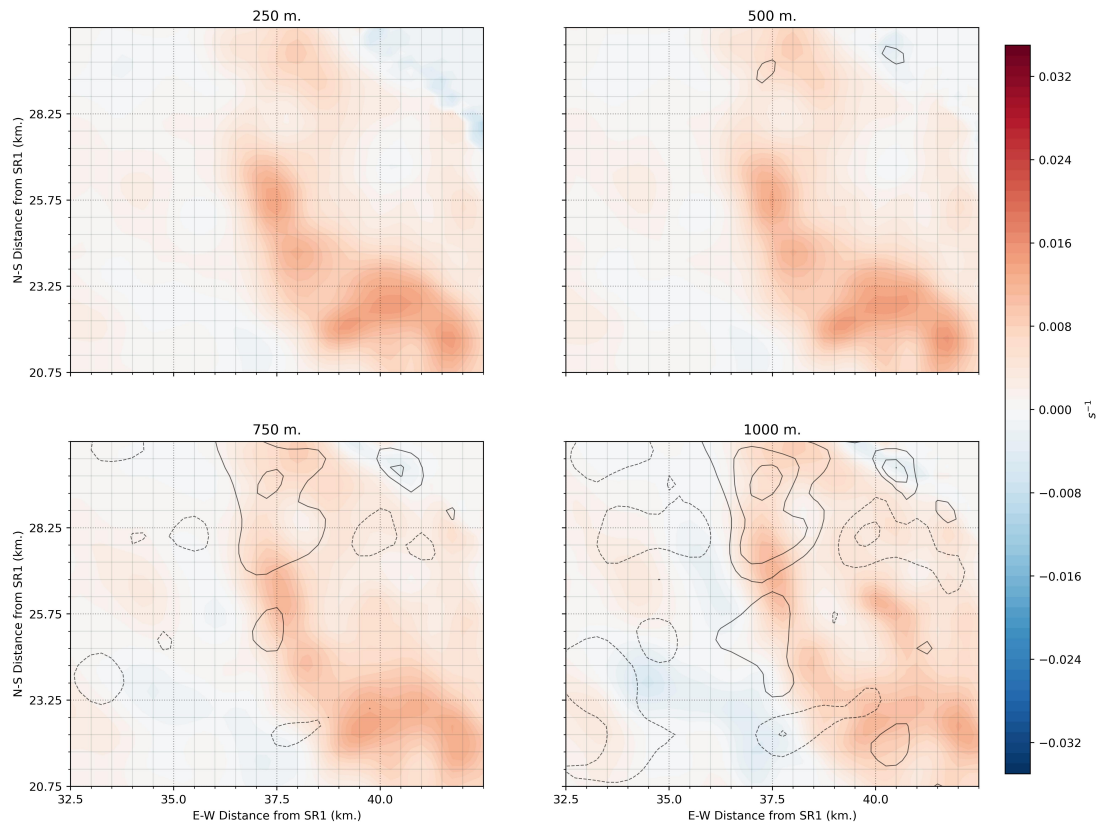 250 m.
500 m.
N-S Distance from SR1 (km.)
28.25
25.75
23.25
20.75
750 m.
1000 m.
N-S Distance from SR1 (km.)
28.25
25.75
23.25
20.75
32.5
35.0
37.5
40.0
E-W Distance from SR1 (km.)
32.5
35.0
37.5
40.0
E-W Distance from SR1 (km.)
0.032
0.024
0.016
0.008
0.000
−0.008
−0.016
−0.024
−0.032
s⁻¹